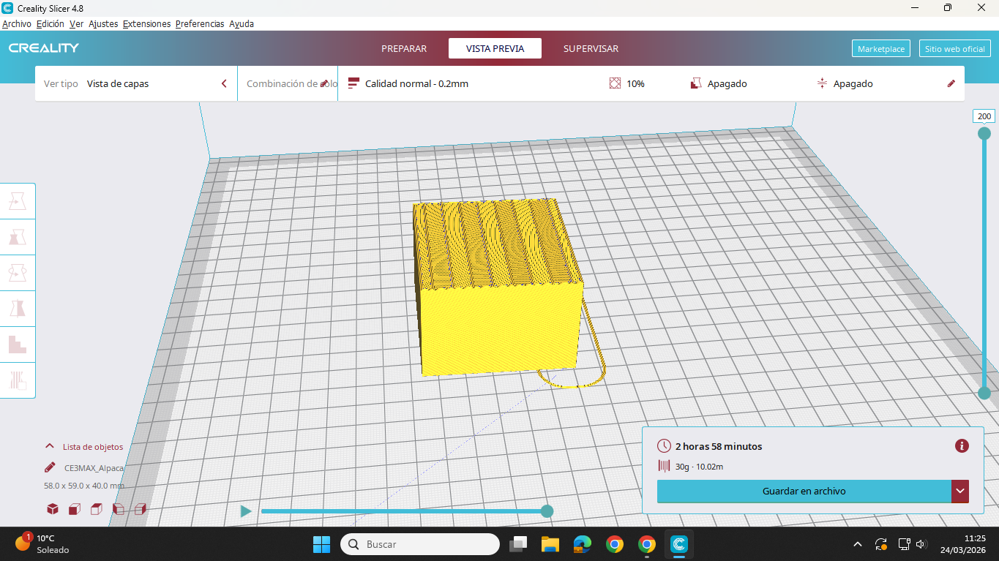 Creality Slicer 4.8
Archivo Edición Ver Ajustes Extensiones Preferencias Ayuda
CREALITY
PREPARAR
VISTA PREVIA
SUPERVISAR
Marketplace
Sitio web oficial
Ver tipo Vista de capas
Combinación de colo
Calidad normal - 0.2mm
10%
Apagado
Apagado
200
Lista de objetos
CE3MAX_Alpaca
58.0 x 59.0 x 40.0 mm
2 horas 58 minutos
30g · 10.02m
Guardar en archivo
1
10°C
Soleado
Buscar
11:25
24/03/2026